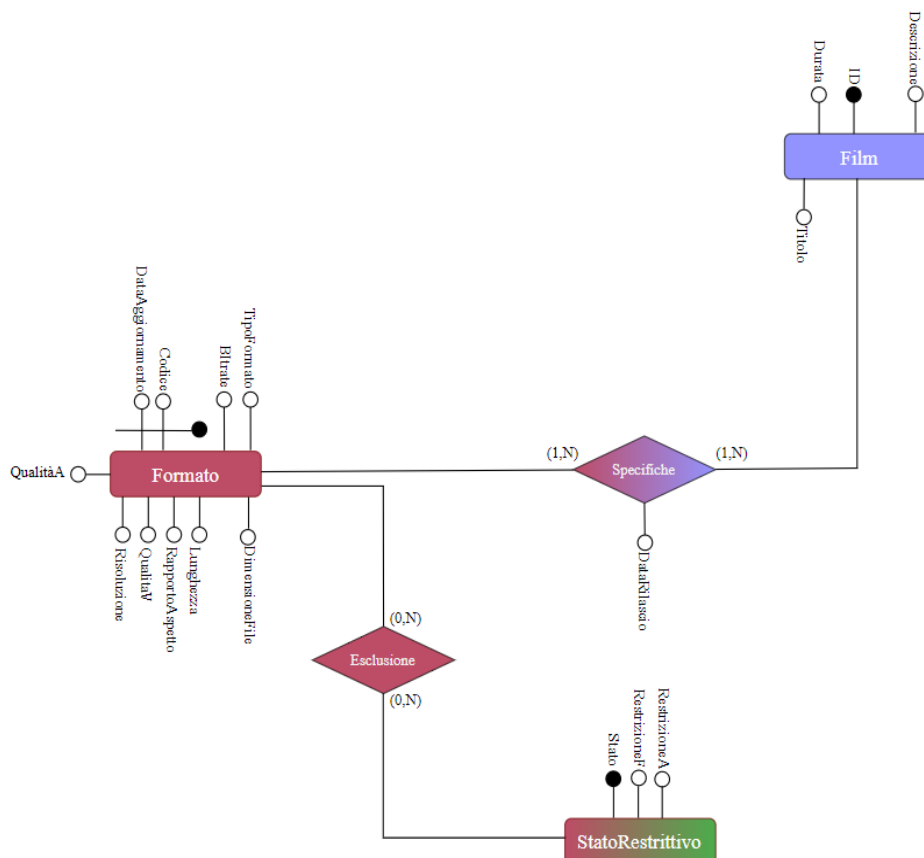 Durata
ID
Descrizione
Film
Titolo
DataAggiornamento
Codice
BItrate
TipoFormato
QualitàA
Formato
(1,N)
Specifiche
(1,N)
Risoluzione
QualitaV
RapportoAspetto
Lunghezza
DimensioneFile
DataRilascio
(0,N)
Esclusione
(0,N)
Stato
RestrizioneF
RestrizioneA
StatoRestrittivo